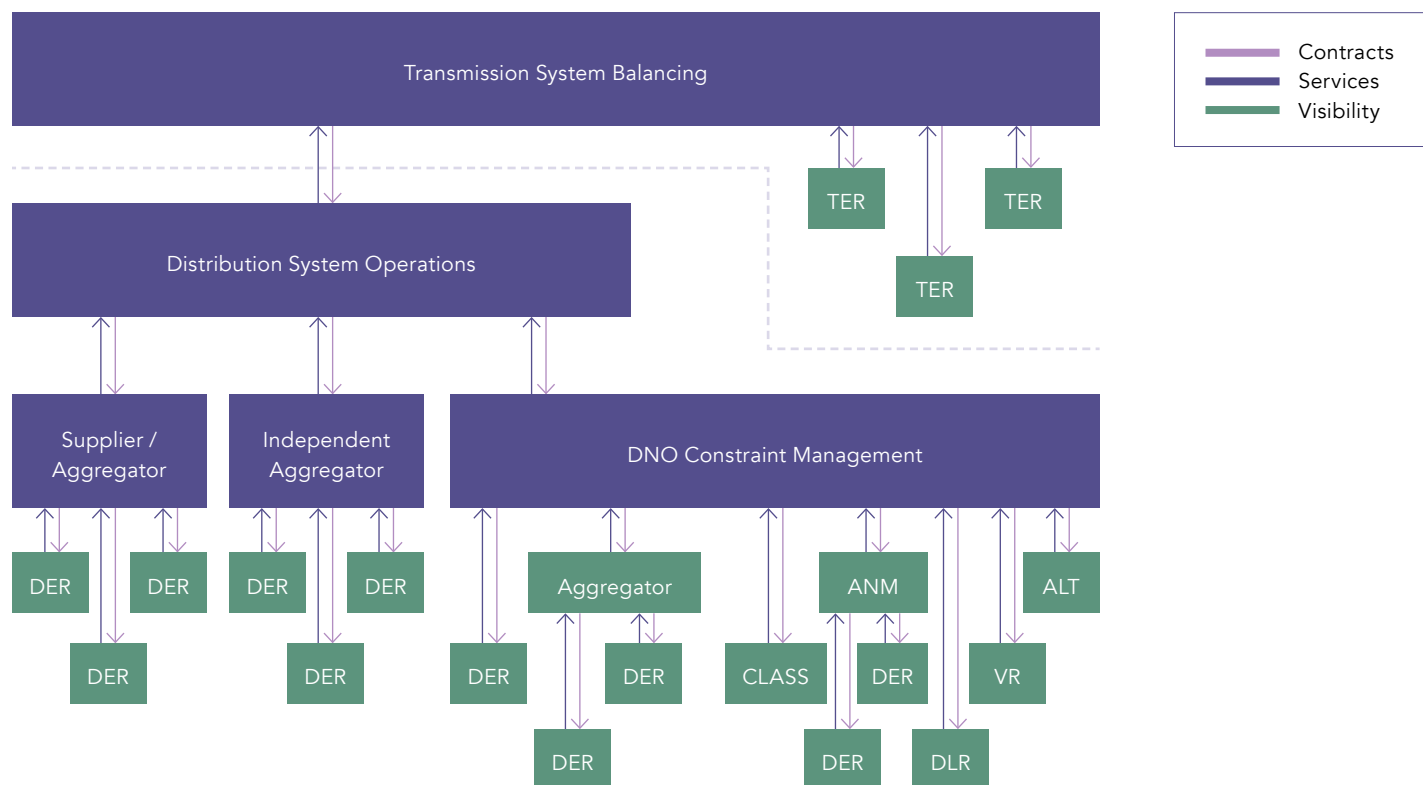 Transmission System Balancing
Contracts
Services
Visibility
TER
TER
TER
Distribution System Operations
Supplier /
Aggregator
Independent
Aggregator
DNO Constraint Management
DER
DER
DER
DER
Aggregator
ANM
ALT
DER
DER
DER
DER
CLASS
DER
VR
DER
DER
DLR